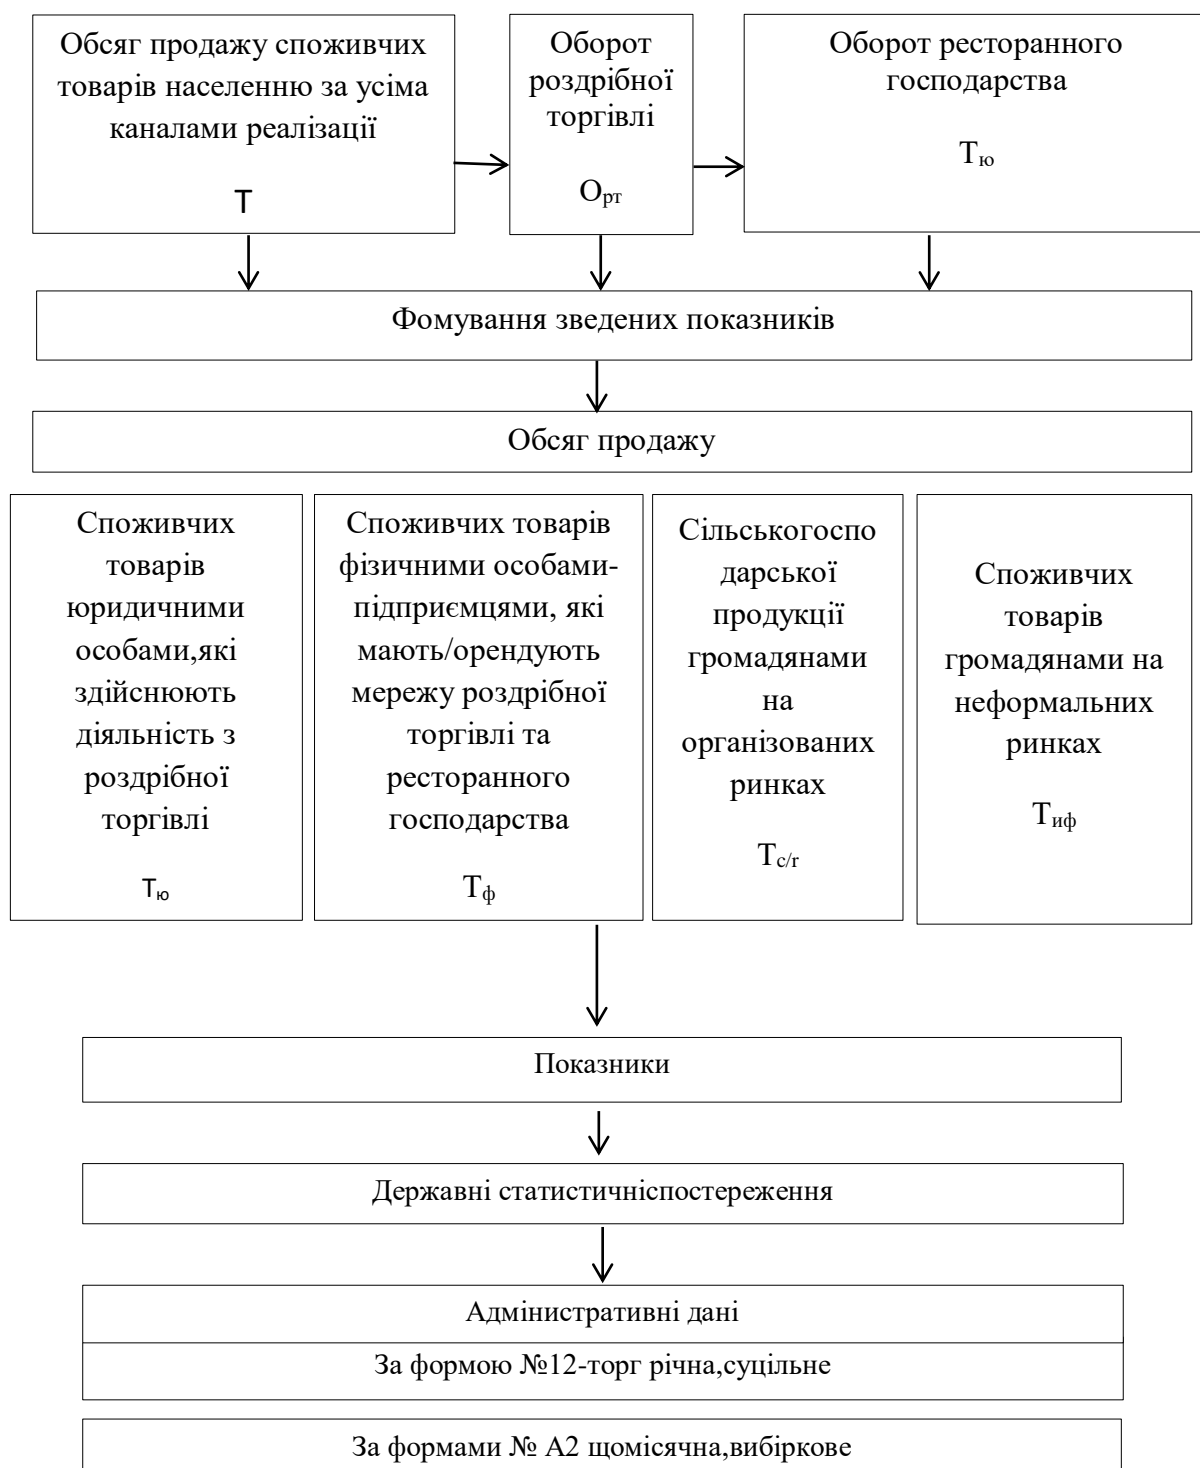 Обсяг продажу споживчих
товарів населенню за усіма
каналами реалізації
Т
Оборот
роздрібної
торгівлі
Oрт
Оборот ресторанного
господарства
Тю
Фомування зведених показників
Обсяг продажу
Споживчих
товарів
юридичними
особами,які
здійснюють
діяльність з
роздрібної
торгівлі
Тю
Споживчих товарів
фізичними особами-
підприємцями, які
мають/орендують
мережу роздрібної
торгівлі та
ресторанного
господарства
Тф
Сільськогоспо
дарської
продукції
громадянами
на
організованих
ринках
Тс/г
Споживчих
товарів
громадянами на
неформальних
ринках
Тиф
Показники
Державні статистичніспостереження
Адміністративні дані
За формою №12-торг річна,суцільне
За формами № А2 щомісячна,вибіркове